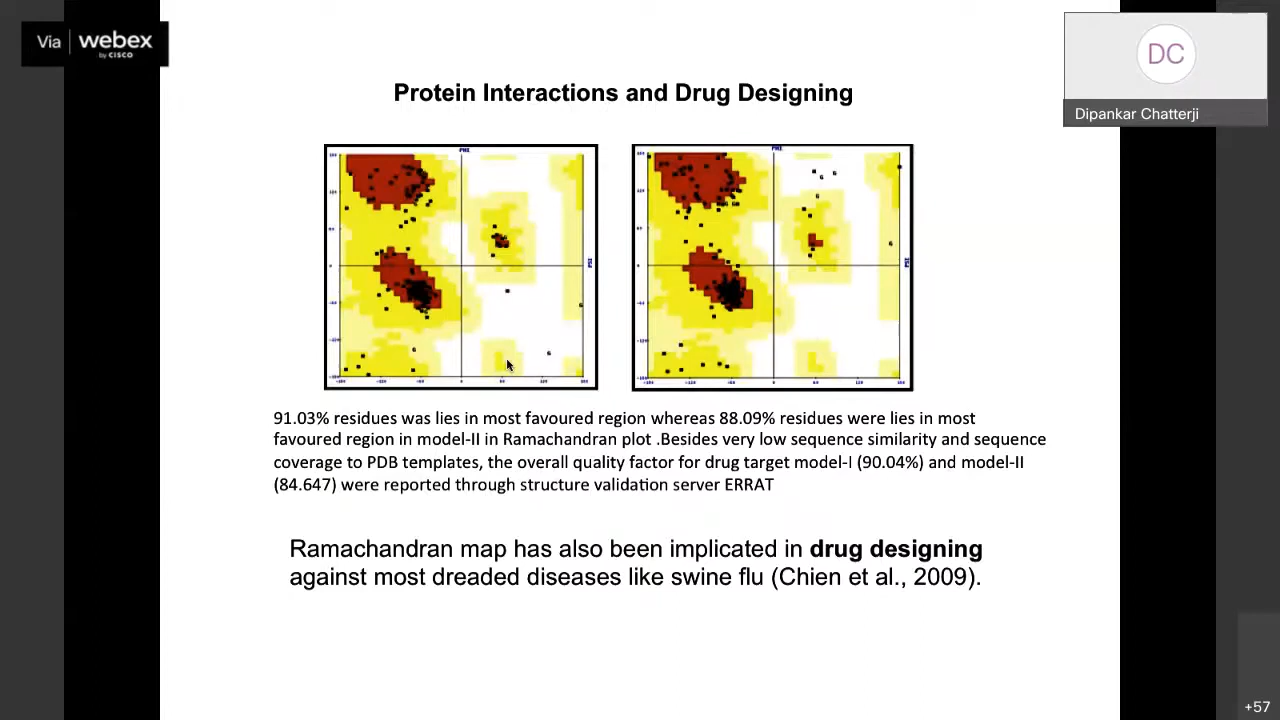 Via webex
by CISCO
DC
Dipankar Chatterji
Protein Interactions and Drug Designing
PHI
PHI
PSI
PSI
91.03% residues was lies in most favoured region whereas 88.09% residues were lies in most
favoured region in model-II in Ramachandran plot .Besides very low sequence similarity and sequence
coverage to PDB templates, the overall quality factor for drug target model-I (90.04%) and model-II
(84.647) were reported through structure validation server ERRAT
Ramachandran map has also been implicated in drug designing
against most dreaded diseases like swine flu (Chien et al., 2009).
+57